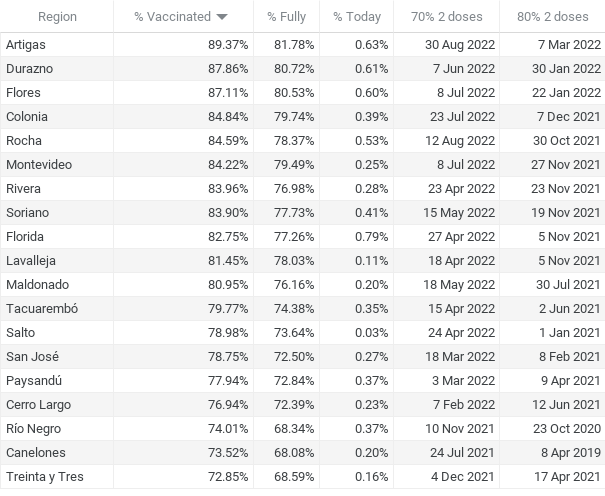 Region % Vaccinated % Fully % Today 70% 2 doses 80% 2 doses
Artigas 89.37% 81.78% 0.63% 30 Aug 2022 7 Mar 2022
Durazno 87.86% 80.72% 0.61% 7 Jun 2022 30 Jan 2022
Flores 87.11% 80.53% 0.60% 8 Jul 2022 22 Jan 2022
Colonia 84.84% 79.74% 0.39% 23 Jul 2022 7 Dec 2021
Rocha 84.59% 78.37% 0.53% 12 Aug 2022 30 Oct 2021
Montevideo 84.22% 79.49% 0.25% 8 Jul 2022 27 Nov 2021
Rivera 83.96% 76.98% 0.28% 23 Apr 2022 23 Nov 2021
Soriano 83.90% 77.73% 0.41% 15 May 2022 19 Nov 2021
Florida 82.75% 77.26% 0.79% 27 Apr 2022 5 Nov 2021
Lavalleja 81.45% 78.03% 0.11% 18 Apr 2022 5 Nov 2021
Maldonado 80.95% 76.16% 0.20% 18 May 2022 30 Jul 2021
Tacuarembó 79.77% 74.38% 0.35% 15 Apr 2022 2 Jun 2021
Salto 78.98% 73.64% 0.03% 24 Apr 2022 1 Jan 2021
San José 78.75% 72.50% 0.27% 18 Mar 2022 8 Feb 2021
Paysandú 77.94% 72.84% 0.37% 3 Mar 2022 9 Apr 2021
Cerro Largo 76.94% 72.39% 0.23% 7 Feb 2022 12 Jun 2021
Río Negro 74.01% 68.34% 0.37% 10 Nov 2021 23 Oct 2020
Canelones 73.52% 68.08% 0.20% 24 Jul 2021 8 Apr 2019
Treinta y Tres 72.85% 68.59% 0.16% 4 Dec 2021 17 Apr 2021